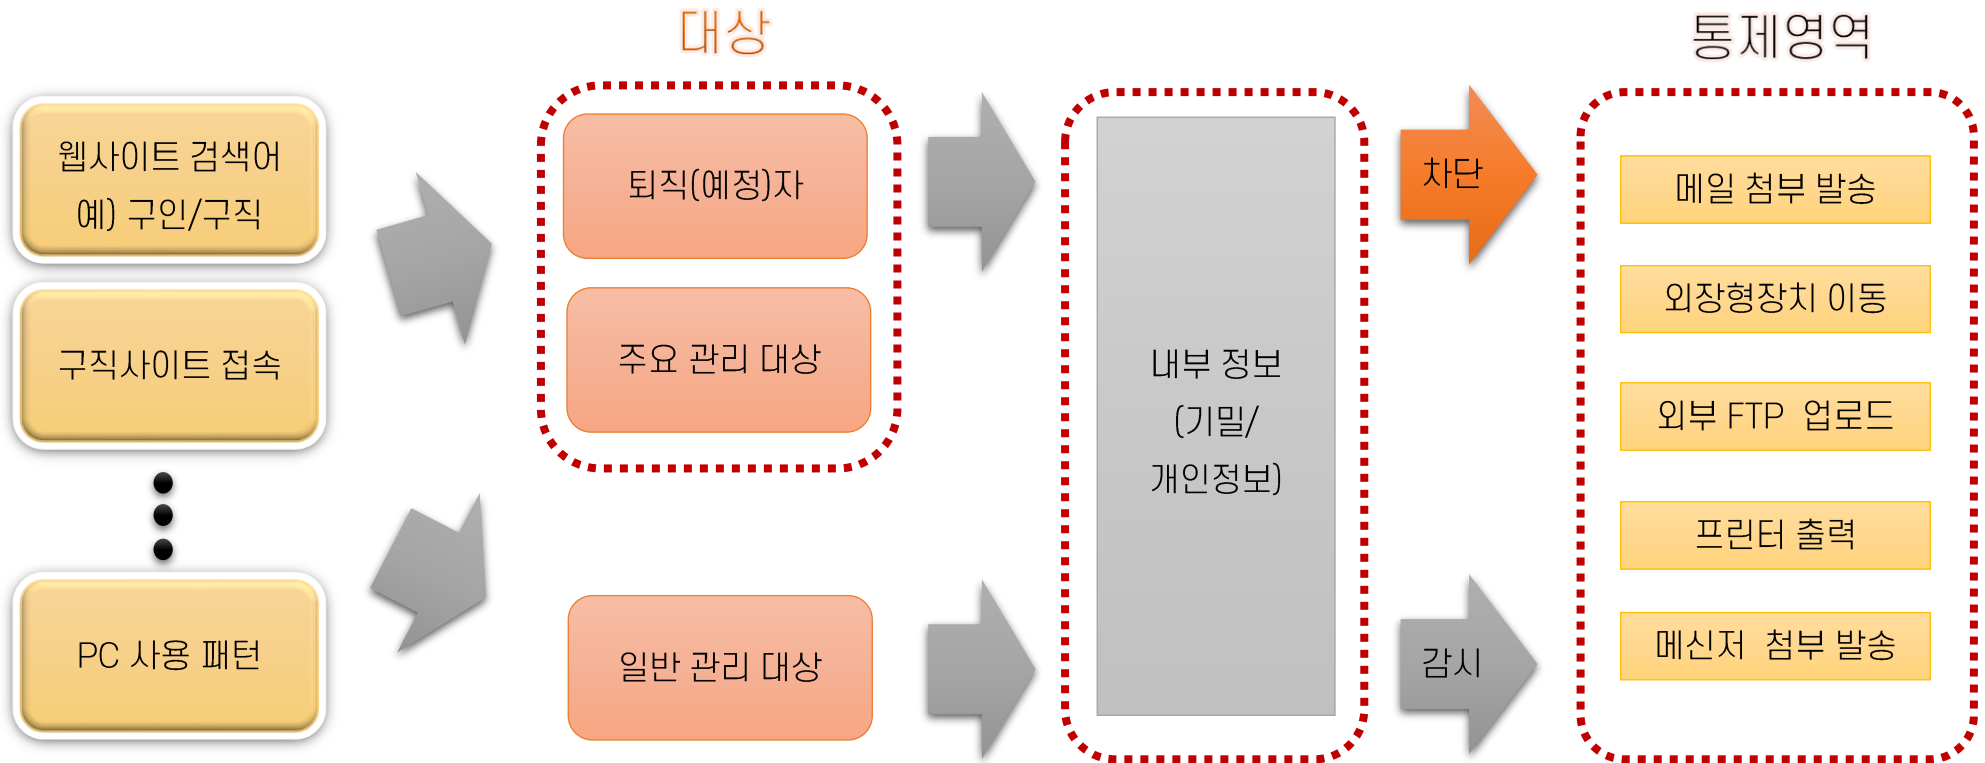 대상
통제영역
웹사이트 검색어
예) 구인/구직
구직사이트 접속
PC 사용 패턴
퇴직(예정)자
주요 관리 대상
일반 관리 대상
내부 정보
(기밀/
개인정보)
차단
감시
메일 첨부 발송
외장형장치 이동
외부 FTP 업로드
프린터 출력
메신저 첨부 발송